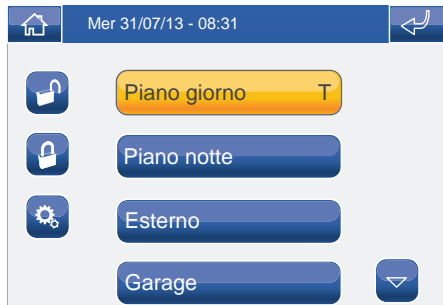 Mer 31/07/13 - 08:31
Piano giorno T
Piano notte
Esterno
Garage